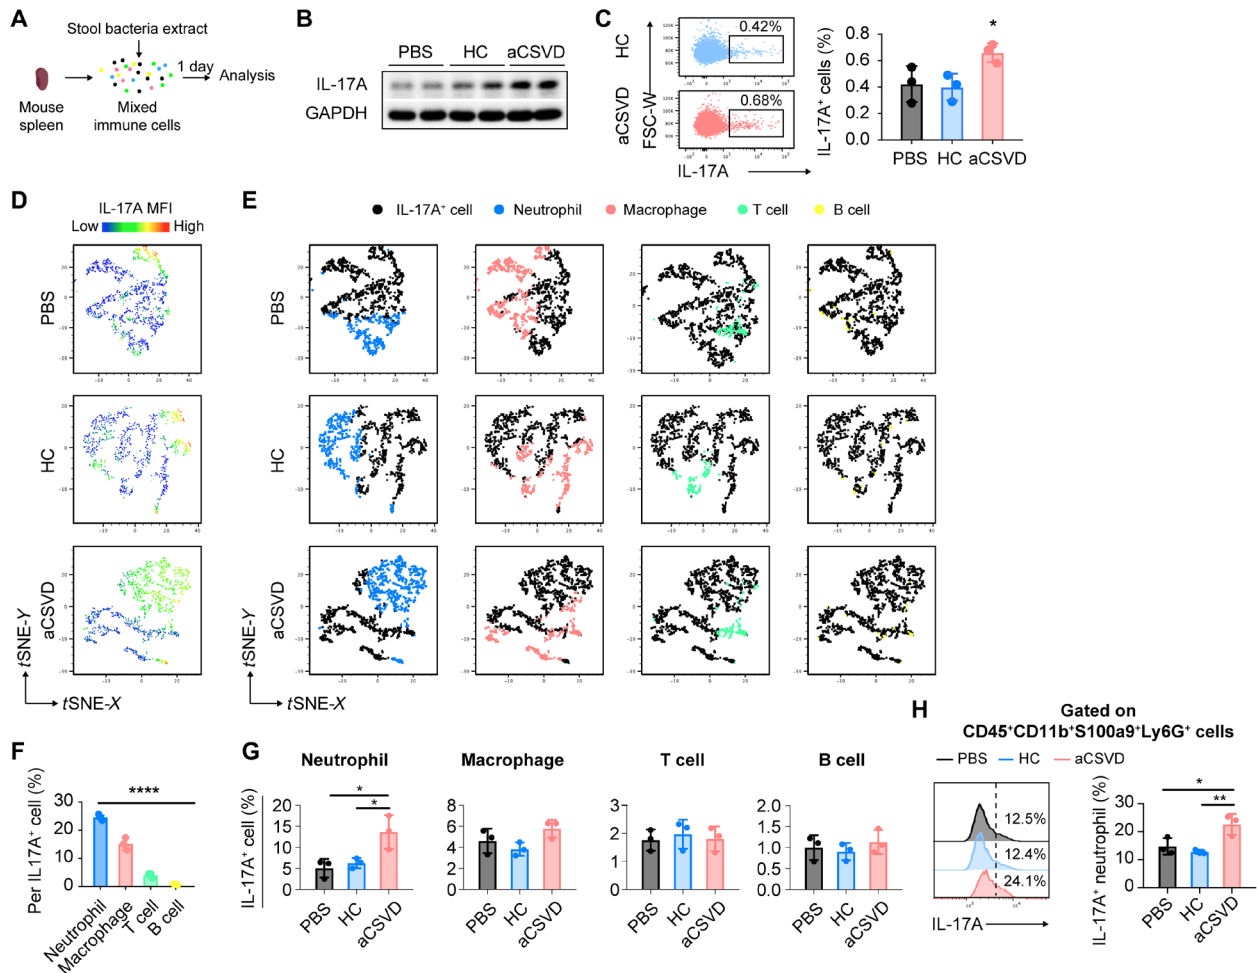 A
Stool bacteria extract
1 day
Analysis
Mouse
spleen
Mixed
immune cells
B
PBS HC aCSVD
IL-17A
GAPDH
C
HC
aCSVD
0.42%
0.68%
FSC-W
IL-17A
IL-17A⁺ cells (%)
0.8
0.6
0.4
0.2
0.0
*
PBS HC aCSVD
D
IL-17A MFI
Low High
PBS
HC
aCSVD
tSNE-Y
tSNE-X
E
IL-17A⁺ cell Neutrophil Macrophage T cell B cell
PBS
HC
aCSVD
tSNE-Y
tSNE-X
F
Per IL17A⁺ cell (%)
30
20
10
0
****
Neutrophil
Macrophage
T cell
B cell
G
IL-17A⁺ cell (%)
Neutrophil
20
15
10
5
0
*
*
PBS HC aCSVD
Macrophage
8
6
4
2
0
PBS HC aCSVD
T cell
3
2
1
0
PBS HC aCSVD
B cell
2.0
1.5
1.0
0.5
0.0
PBS HC aCSVD
H
Gated on
CD45⁺CD11b⁺S100a9⁺Ly6G⁺ cells
PBS HC aCSVD
12.5%
12.4%
24.1%
IL-17A
IL-17A⁺ neutrophil (%)
30
20
10
0
*
**
PBS HC aCSVD